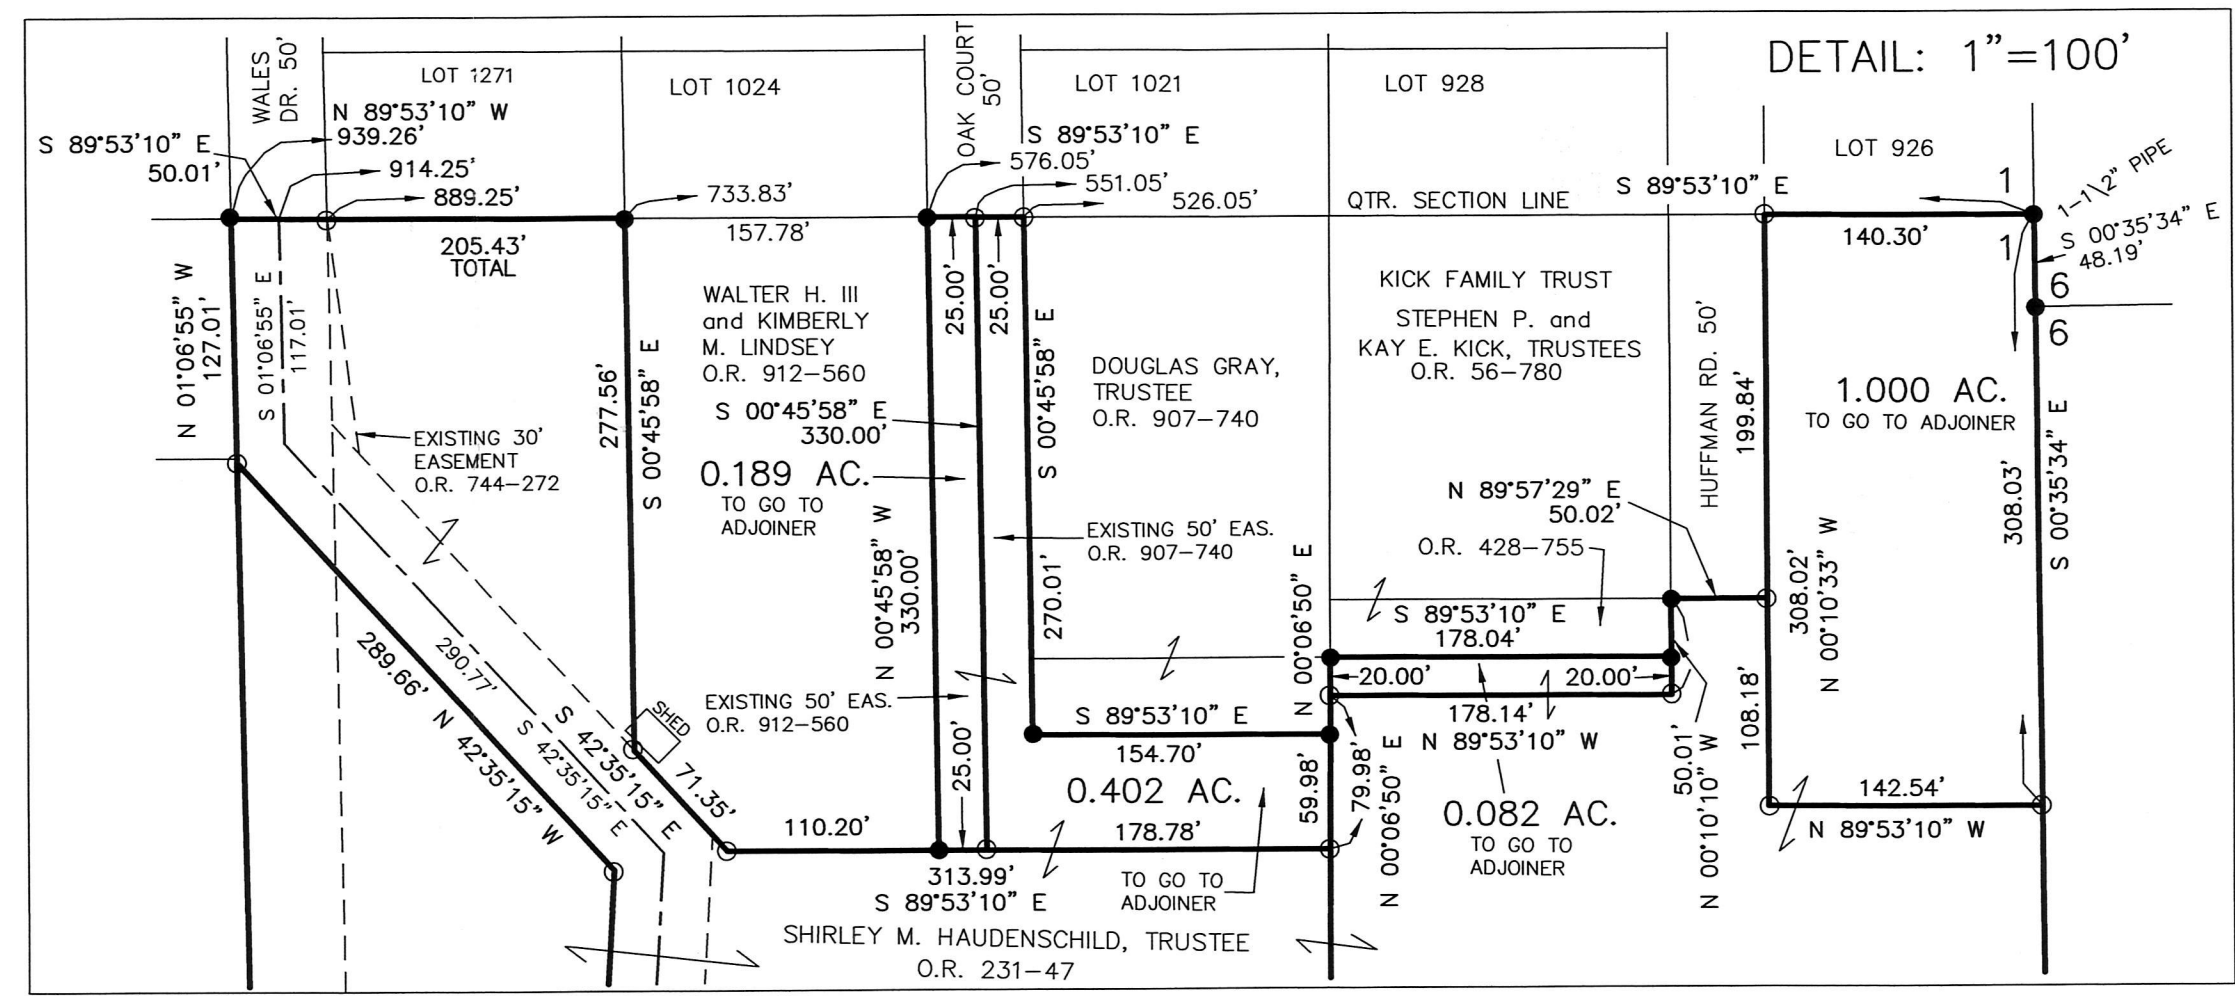 DETAIL: 1”=100’
WALES
DR. 50’
LOT 1271
LOT 1024
OAK COURT
50’
LOT 1021
LOT 928
LOT 926
N 89°53’10” W
939.26’
S 89°53’10” E
50.01’
914.25’
889.25’
733.83’
S 89°53’10” E
576.05’
551.05’
526.05’
QTR. SECTION LINE
S 89°53’10” E
1
1
6
6
1-1\2” PIPE
S 00°35’34” E
48.19’
140.30’
205.43’
TOTAL
157.78’
N 01°06’55” W
127.01’
S 01°06’55” E
117.01’
EXISTING 30’
EASEMENT
O.R. 744-272
277.56’
S 00°45’58” E
WALTER H. III
and KIMBERLY
M. LINDSEY
O.R. 912-560
S 00°45’58” E
330.00’
0.189 AC.
TO GO TO
ADJOINER
N 00°45’58” W
330.00’
25.00’
25.00’
S 00°45’58” E
270.01’
DOUGLAS GRAY,
TRUSTEE
O.R. 907-740
EXISTING 50’ EAS.
O.R. 907-740
EXISTING 50’ EAS.
O.R. 912-560
25.00’
KICK FAMILY TRUST
STEPHEN P. and
KAY E. KICK, TRUSTEES
O.R. 56-780
N 89°57’29” E
50.02’
O.R. 428-755
HUFFMAN RD. 50’
199.84’
1.000 AC.
TO GO TO ADJOINER
308.03’
S 00°35’34” E
308.02’
N 00°10’33” W
108.18’
142.54’
N 89°53’10” W
N 00°06’50” E
S 89°53’10” E
178.04’
20.00’
20.00’
178.14’
N 89°53’10” W
50.01’
N 00°10’10” W
0.082 AC.
TO GO TO
ADJOINER
S 89°53’10” E
154.70’
0.402 AC.
59.98’
79.98’
N 00°06’50” E
178.78’
TO GO TO
ADJOINER
289.66’
N 42°35’15” W
290.77’
S 42°35’15” E
S 42°35’15” E
SHED
71.35’
110.20’
313.99’
S 89°53’10” E
SHIRLEY M. HAUDENSCHILD, TRUSTEE
O.R. 231-47